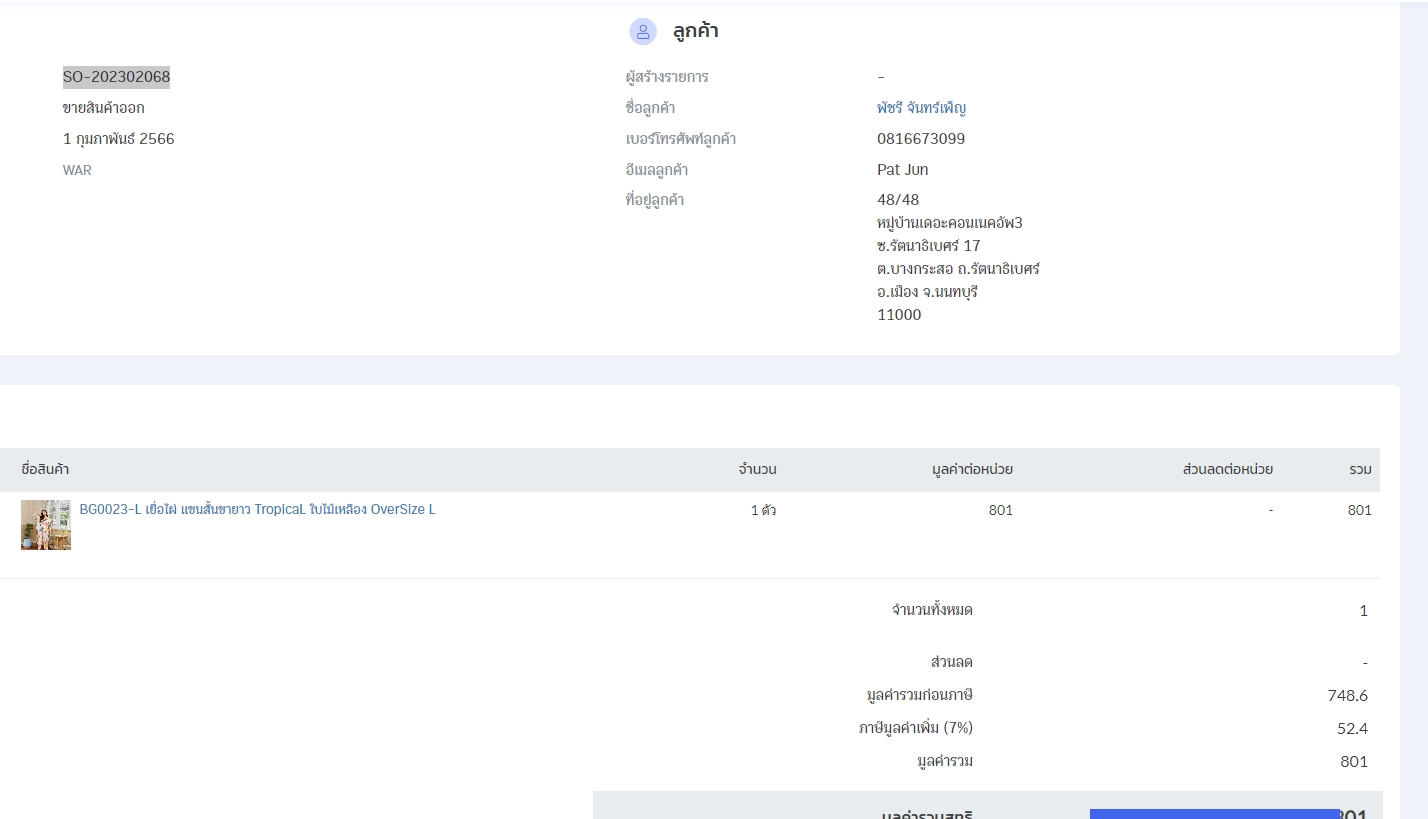 ลูกค้า
SO-202302068
ขายสินค้าออก
1 กุมภาพันธ์ 2566
WAR
ผู้สร้างรายการ -
ชื่อลูกค้า พัชรี จันทร์เพ็ญ
เบอร์โทรศัพท์ลูกค้า 0816673099
อีเมลลูกค้า Pat Jun
ที่อยู่ลูกค้า 48/48
หมู่บ้านเดอะคอนเนคอัพ3
ซ.รัตนาธิเบศร์ 17
ต.บางกระสอ ถ.รัตนาธิเบศร์
อ.เมือง จ.นนทบุรี
11000
ชื่อสินค้า จำนวน มูลค่าต่อหน่วย ส่วนลดต่อหน่วย รวม
BG0023-L เยื่อไผ่ แขนสั้นขายาว TropicaL ใบไม้เหลือง OverSize L 1 ตัว 801 - 801
จำนวนทั้งหมด 1
ส่วนลด -
มูลค่ารวมก่อนภาษี 748.6
ภาษีมูลค่าเพิ่ม (7%) 52.4
มูลค่ารวม 801
มูลค่ารวมสุทธิ 801